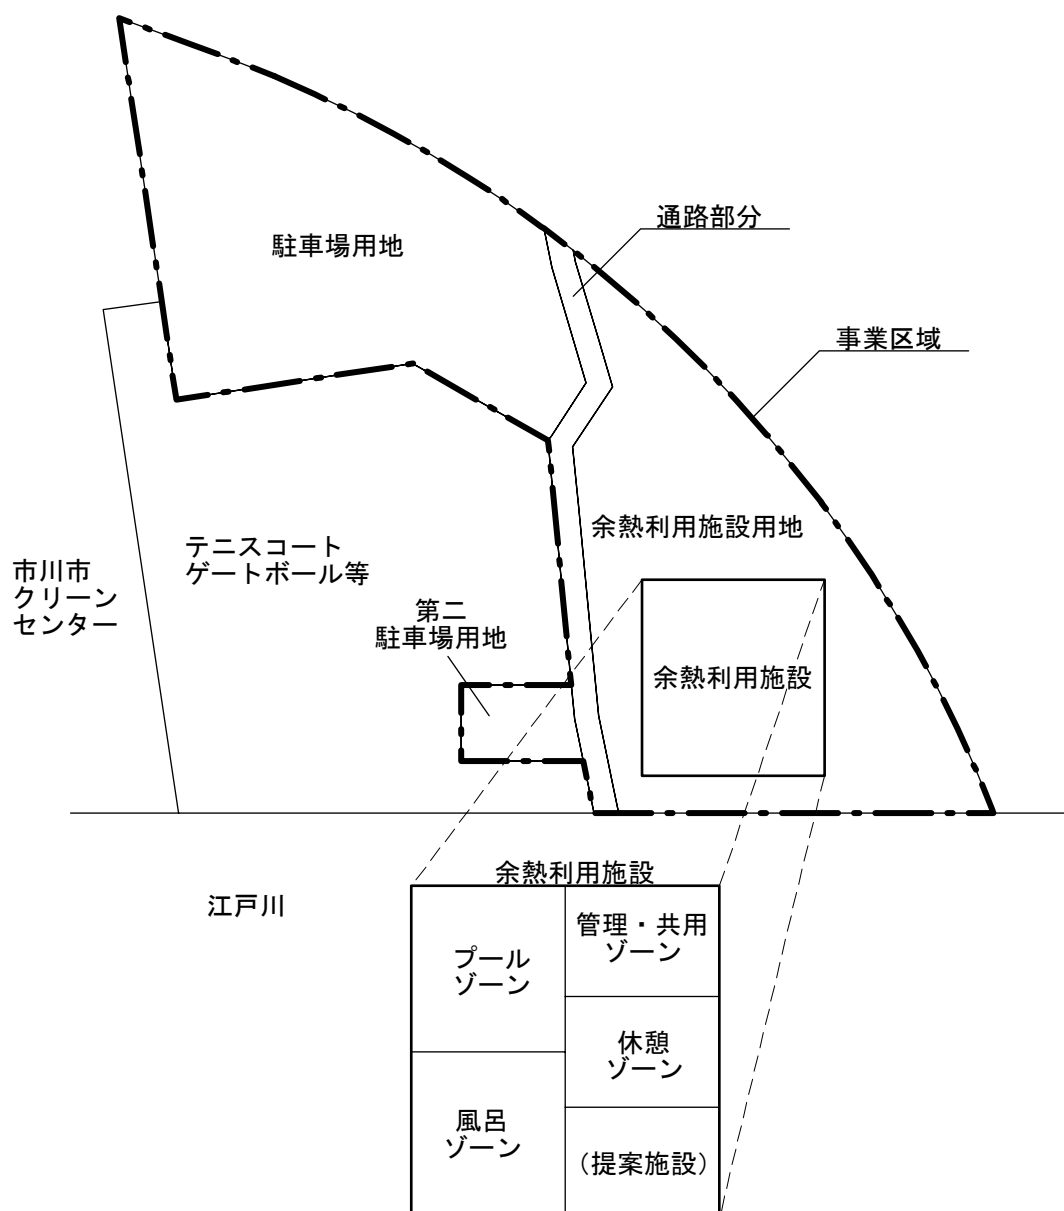 通路部分
駐車場用地
事業区域
余熱利用施設用地
テニスコート
ゲートボール等
市川市
クリーン
センター
第二
駐車場用地
余熱利用施設
余熱利用施設
江戸川
管理・共用
ゾーン
プール
ゾーン
休憩
ゾーン
風呂
ゾーン
（提案施設）